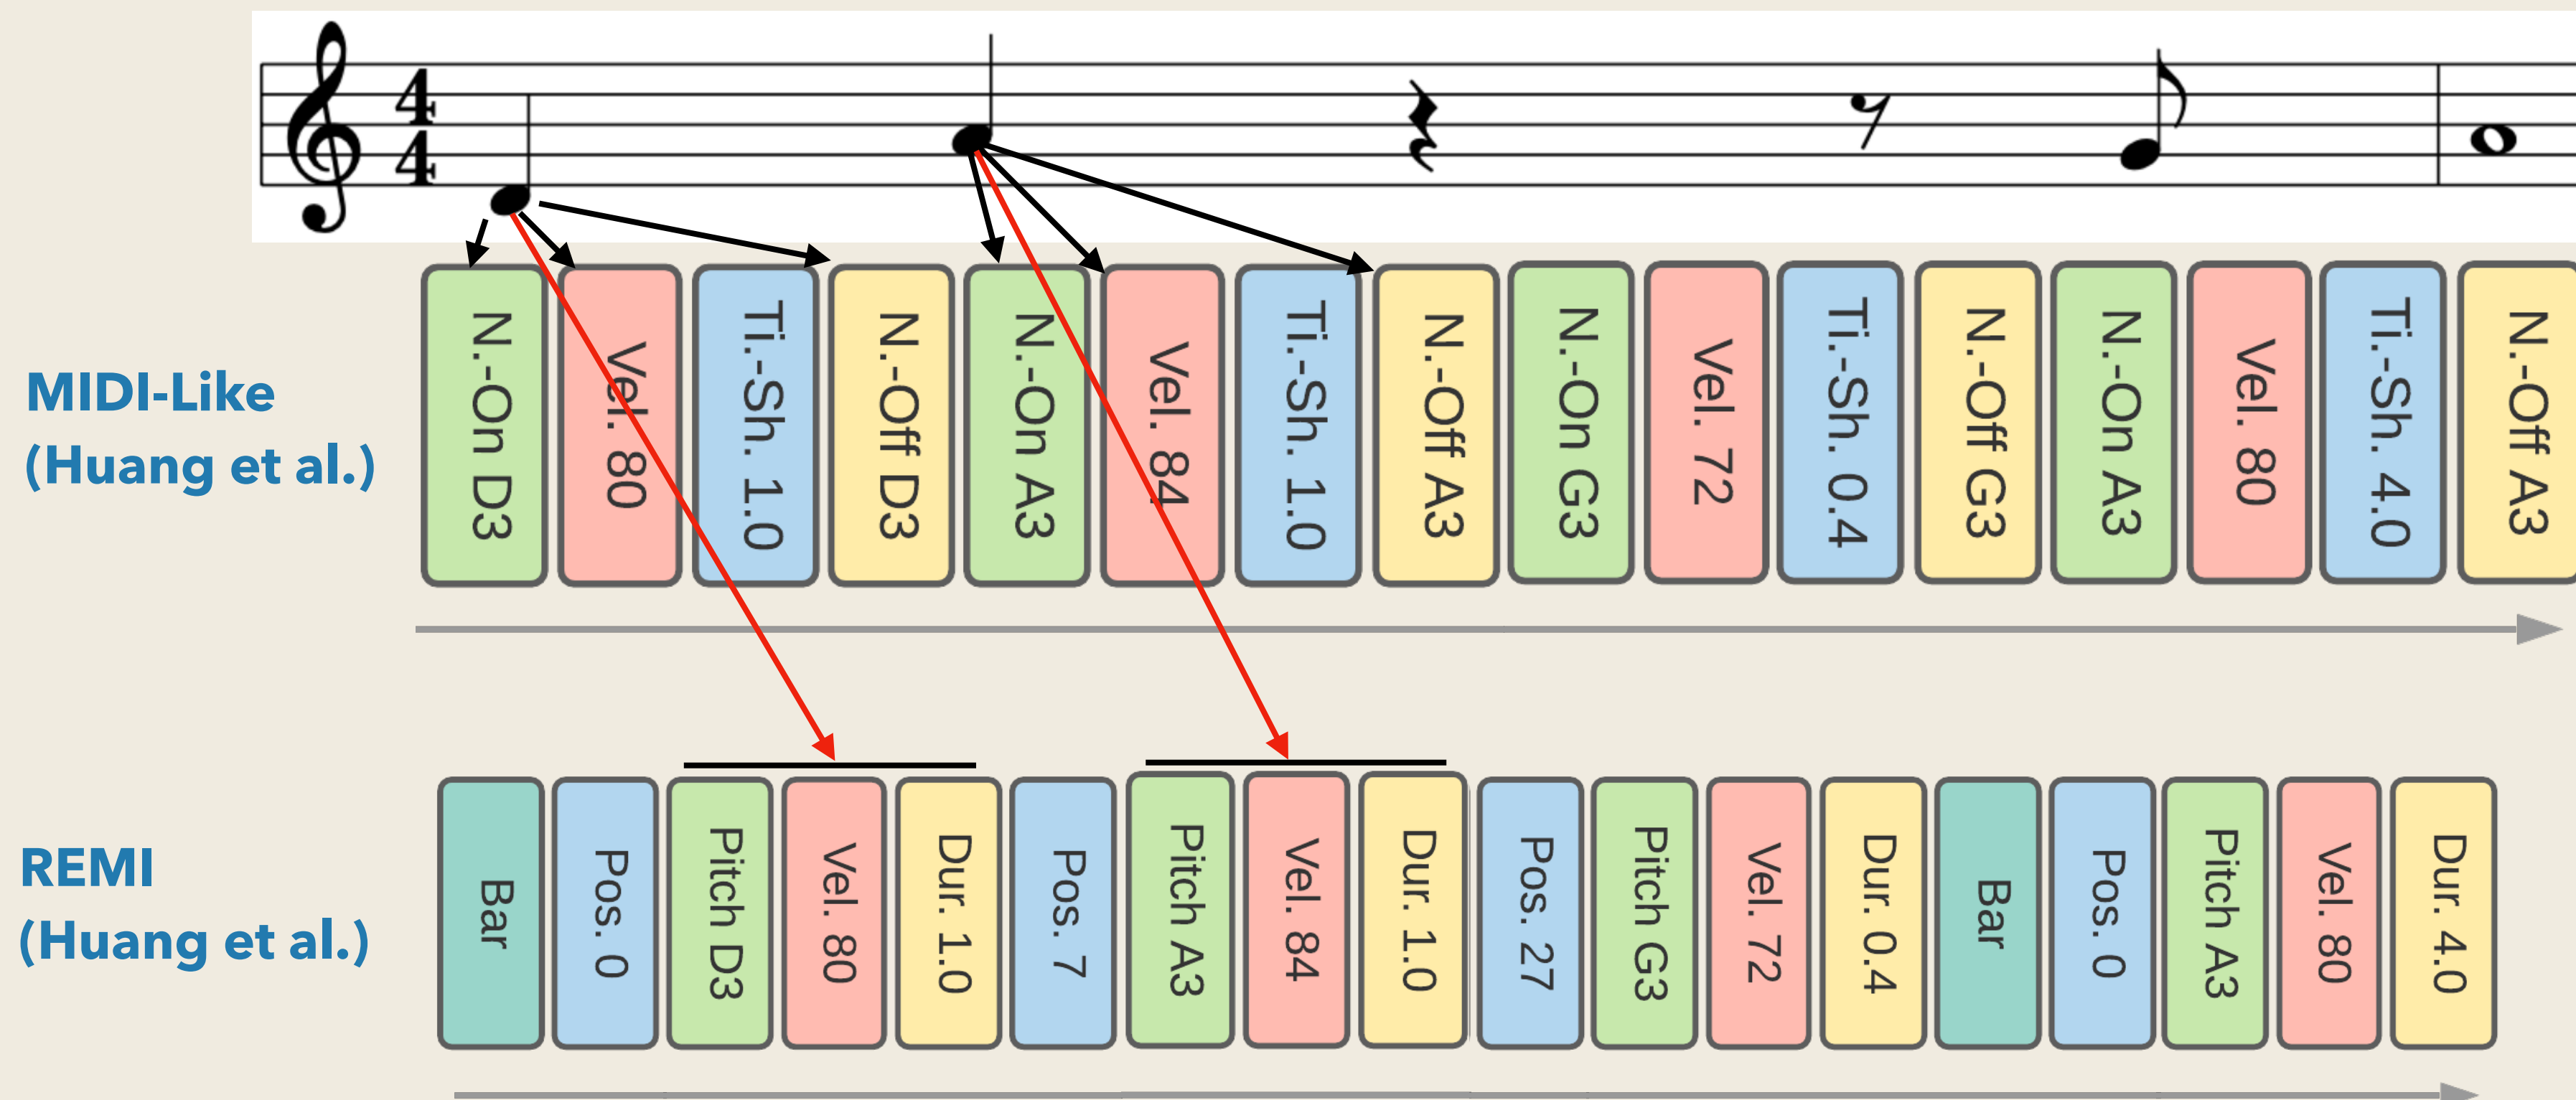 4
4
MIDI-Like
(Huang et al.)
N.-On D3
Vel. 80
Ti.-Sh. 1.0
N.-Off D3
N.-On A3
Vel. 84
Ti.-Sh. 1.0
N.-Off A3
N.-On G3
Vel. 72
Ti.-Sh. 0.4
N.-Off G3
N.-On A3
Vel. 80
Ti.-Sh. 4.0
N.-Off A3
REMI
(Huang et al.)
Bar
Pos. 0
Pitch D3
Vel. 80
Dur. 1.0
Pos. 7
Pitch A3
Vel. 84
Dur. 1.0
Pos. 27
Pitch G3
Vel. 72
Dur. 0.4
Bar
Pos. 0
Pitch A3
Vel. 80
Dur. 4.0